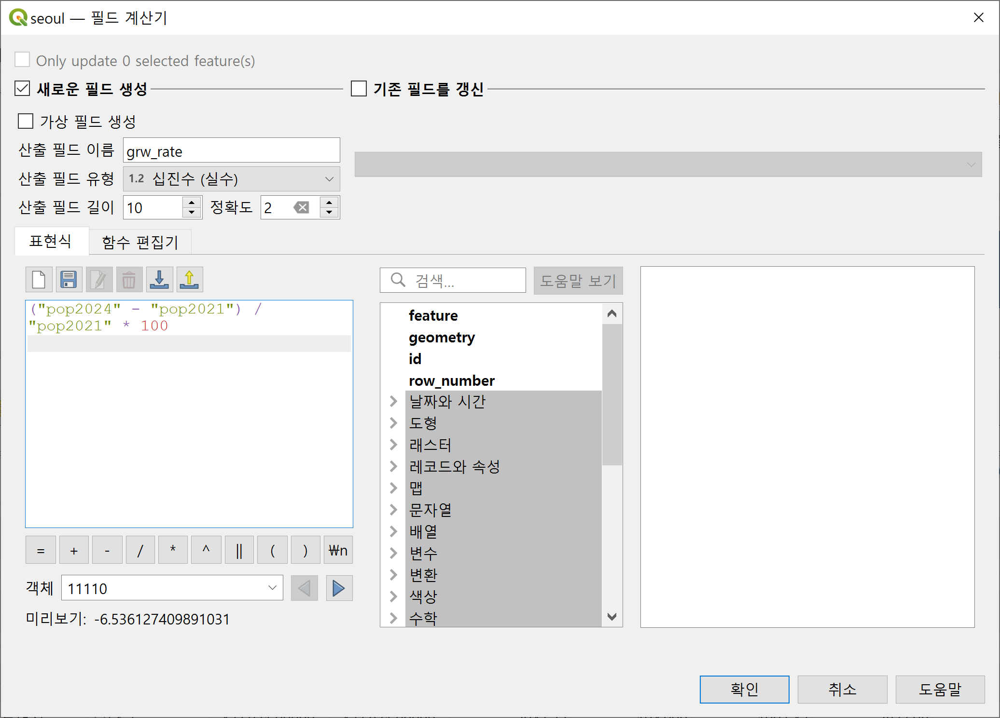 seoul — 필드 계산기
Only update 0 selected feature(s)
새로운 필드 생성
기존 필드를 갱신
가상 필드 생성
산출 필드 이름 grw_rate
산출 필드 유형 1.2 십진수 (실수)
산출 필드 길이 10 정확도 2
표현식 함수 편집기
검색... 도움말 보기
("pop2024" - "pop2021") /
"pop2021" * 100
feature
geometry
id
row_number
날짜와 시간
도형
래스터
레코드와 속성
맵
문자열
배열
변수
변환
색상
수학
= + - / * ^ || ( ) ₩n
객체 11110
미리보기: -6.536127409891031
확인 취소 도움말